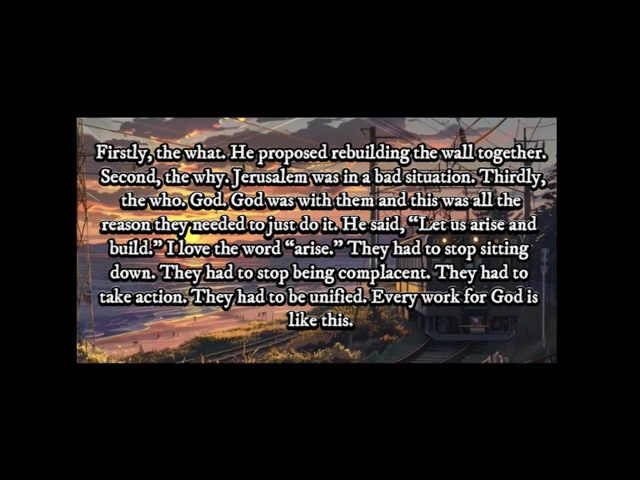 Firstly, the what. He proposed rebuilding the wall together.
Second, the why. Jerusalem was in a bad situation. Thirdly,
the who. God. God was with them and this was all the
reason they needed to just do it. He said, “Let us arise and
build.” I love the word “arise.” They had to stop sitting
down. They had to stop being complacent. They had to
take action. They had to be unified. Every work for God is
like this.